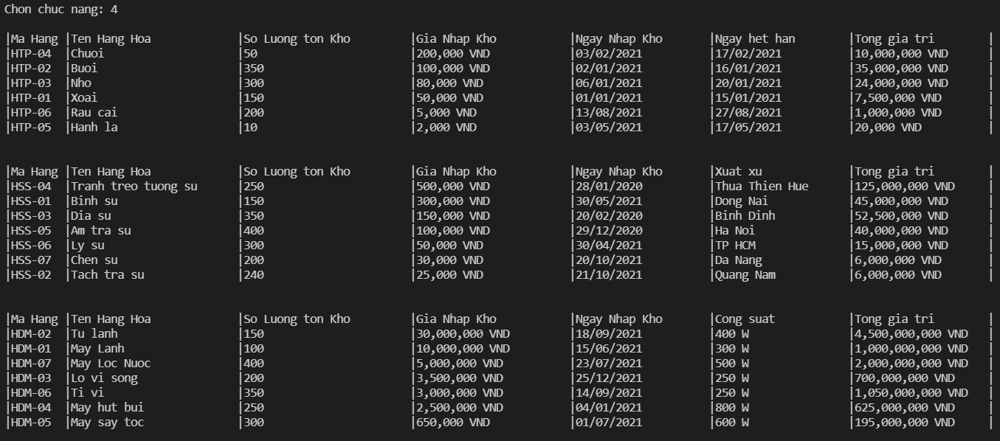 Chon chuc nang: 4
|Ma Hang |Ten Hang Hoa |So Luong ton Kho |Gia Nhap Kho |Ngay Nhap Kho |Ngay het han |Tong gia tri |
|HTP-04 |Chuoi |50 |200,000 VND |03/02/2021 |17/02/2021 |10,000,000 VND |
|HTP-02 |Buoi |350 |100,000 VND |02/01/2021 |16/01/2021 |35,000,000 VND |
|HTP-03 |Nho |300 |80,000 VND |06/01/2021 |20/01/2021 |24,000,000 VND |
|HTP-01 |Xoai |150 |50,000 VND |01/01/2021 |15/01/2021 |7,500,000 VND |
|HTP-06 |Rau cai |200 |5,000 VND |13/08/2021 |27/08/2021 |1,000,000 VND |
|HTP-05 |Hanh la |10 |2,000 VND |03/05/2021 |17/05/2021 |20,000 VND |
|Ma Hang |Ten Hang Hoa |So Luong ton Kho |Gia Nhap Kho |Ngay Nhap Kho |Xuat xu |Tong gia tri |
|HSS-04 |Tranh treo tuong su |250 |500,000 VND |28/01/2020 |Thua Thien Hue |125,000,000 VND |
|HSS-01 |Binh su |150 |300,000 VND |30/05/2021 |Dong Nai |45,000,000 VND |
|HSS-03 |Dia su |350 |150,000 VND |20/02/2020 |Binh Dinh |52,500,000 VND |
|HSS-05 |Am tra su |400 |100,000 VND |29/12/2020 |Ha Noi |40,000,000 VND |
|HSS-06 |Ly su |300 |50,000 VND |30/04/2021 |TP HCM |15,000,000 VND |
|HSS-07 |Chen su |200 |30,000 VND |20/10/2021 |Da Nang |6,000,000 VND |
|HSS-02 |Tach tra su |240 |25,000 VND |21/10/2021 |Quang Nam |6,000,000 VND |
|Ma Hang |Ten Hang Hoa |So Luong ton Kho |Gia Nhap Kho |Ngay Nhap Kho |Cong suat |Tong gia tri |
|HDM-02 |Tu lanh |150 |30,000,000 VND |18/09/2021 |400 W |4,500,000,000 VND |
|HDM-01 |May Lanh |100 |10,000,000 VND |15/06/2021 |300 W |1,000,000,000 VND |
|HDM-07 |May Loc Nuoc |400 |5,000,000 VND |23/07/2021 |500 W |2,000,000,000 VND |
|HDM-03 |Lo vi song |200 |3,500,000 VND |25/12/2021 |250 W |700,000,000 VND |
|HDM-06 |Ti vi |350 |3,000,000 VND |14/09/2021 |250 W |1,050,000,000 VND |
|HDM-04 |May hut bui |250 |2,500,000 VND |04/01/2021 |800 W |625,000,000 VND |
|HDM-05 |May say toc |300 |650,000 VND |01/07/2021 |600 W |195,000,000 VND |